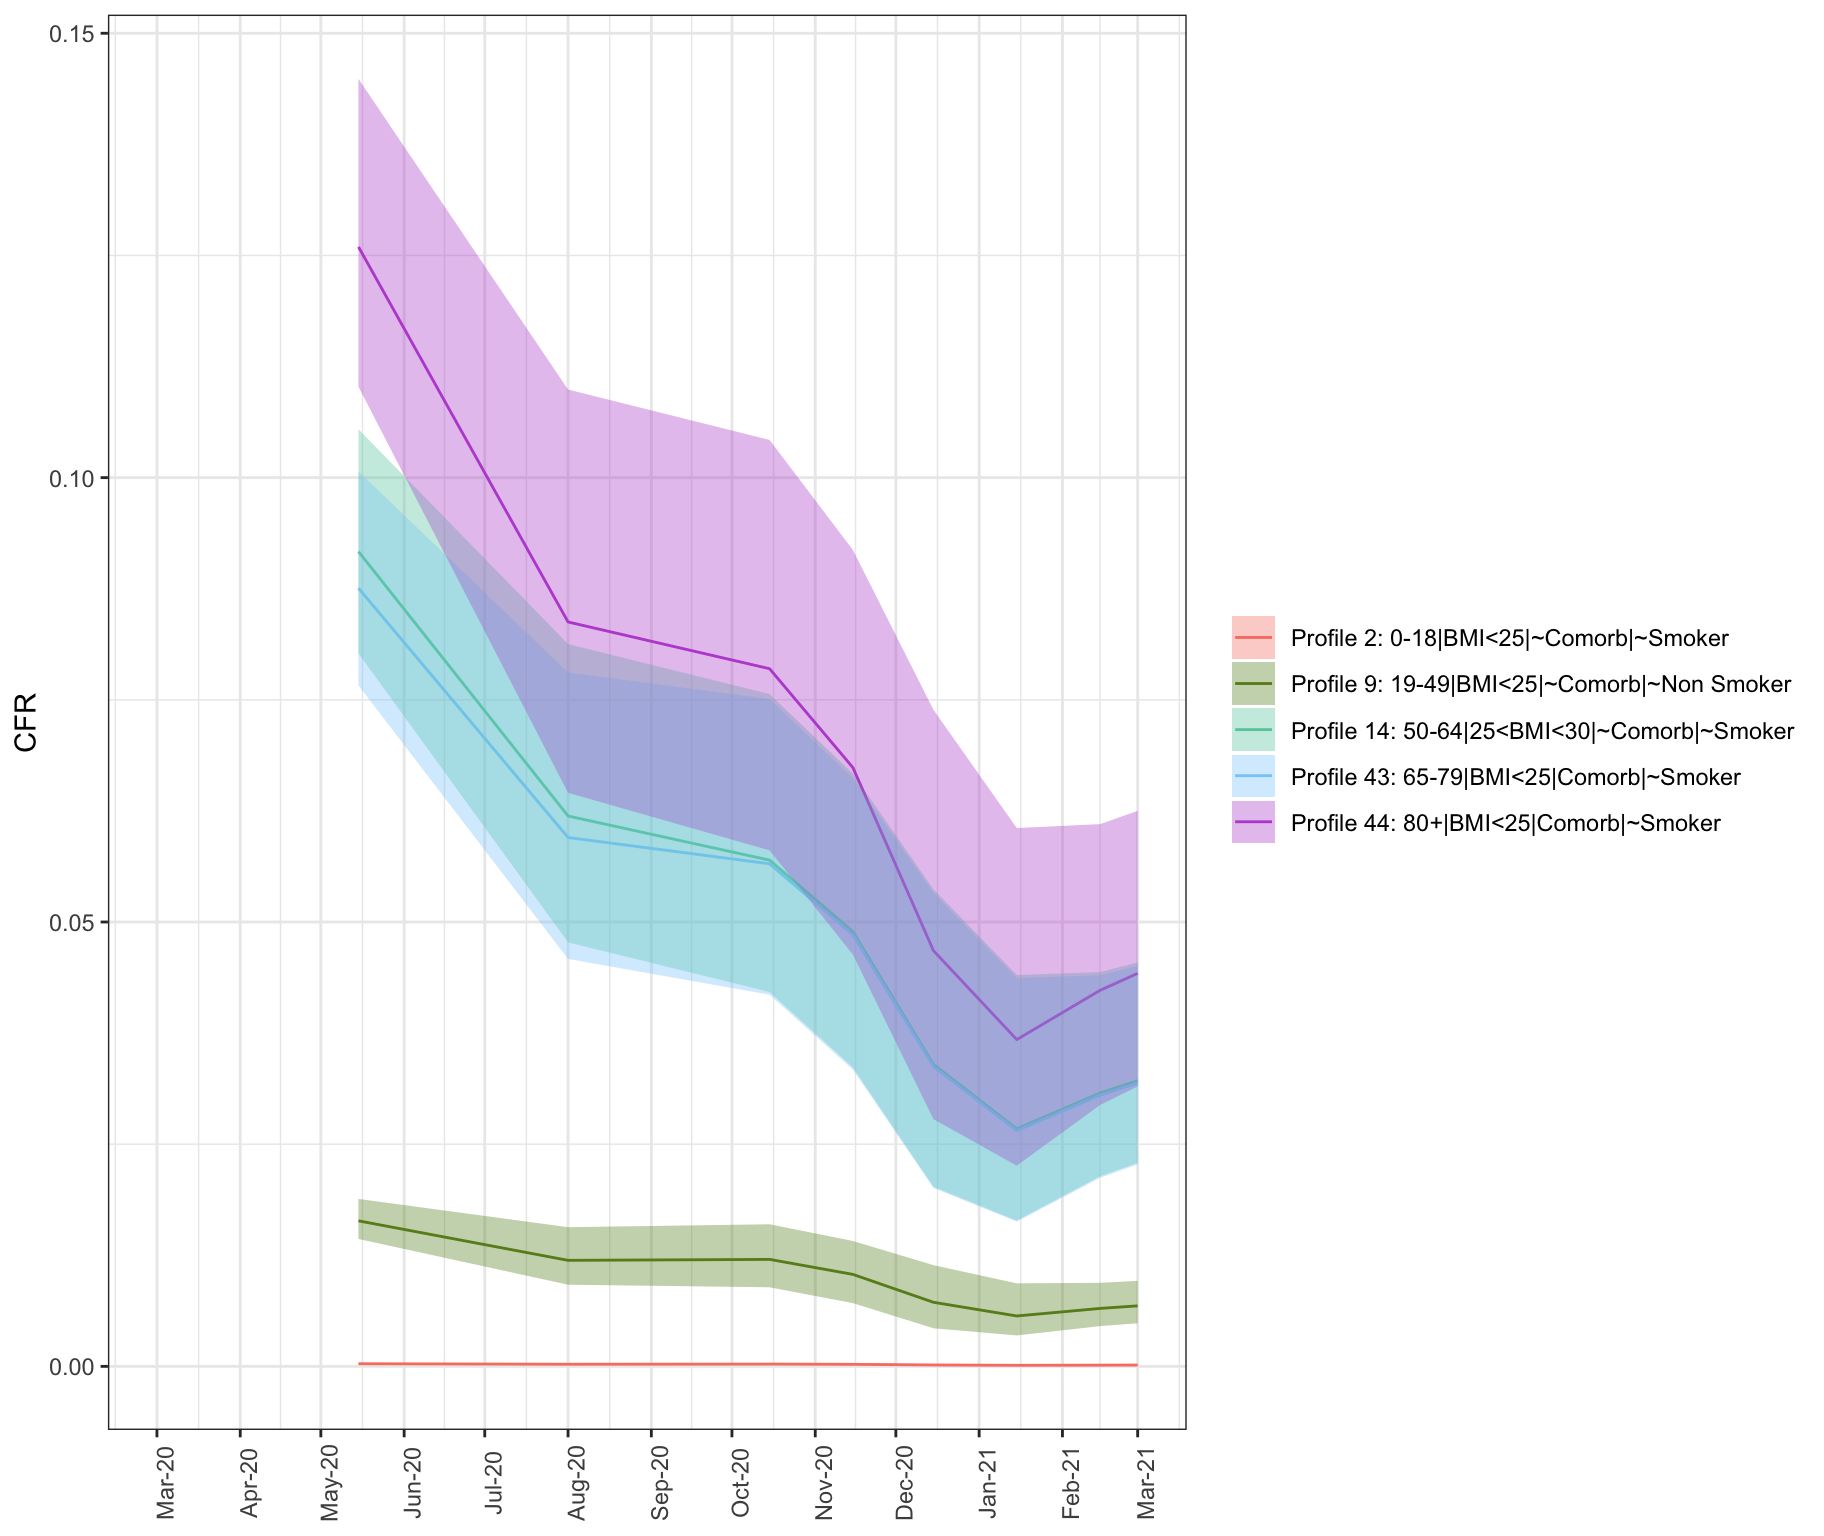 0.15
0.10
0.05
0.00
CFR
Mar-20
Apr-20
May-20
Jun-20
Jul-20
Aug-20
Sep-20
Oct-20
Nov-20
Dec-20
Jan-21
Feb-21
Mar-21
Profile 2: 0-18|BMI<25|~Comorb|~Smoker
Profile 9: 19-49|BMI<25|~Comorb|~Non Smoker
Profile 14: 50-64|25<BMI<30|~Comorb|~Smoker
Profile 43: 65-79|BMI<25|Comorb|~Smoker
Profile 44: 80+|BMI<25|Comorb|~Smoker